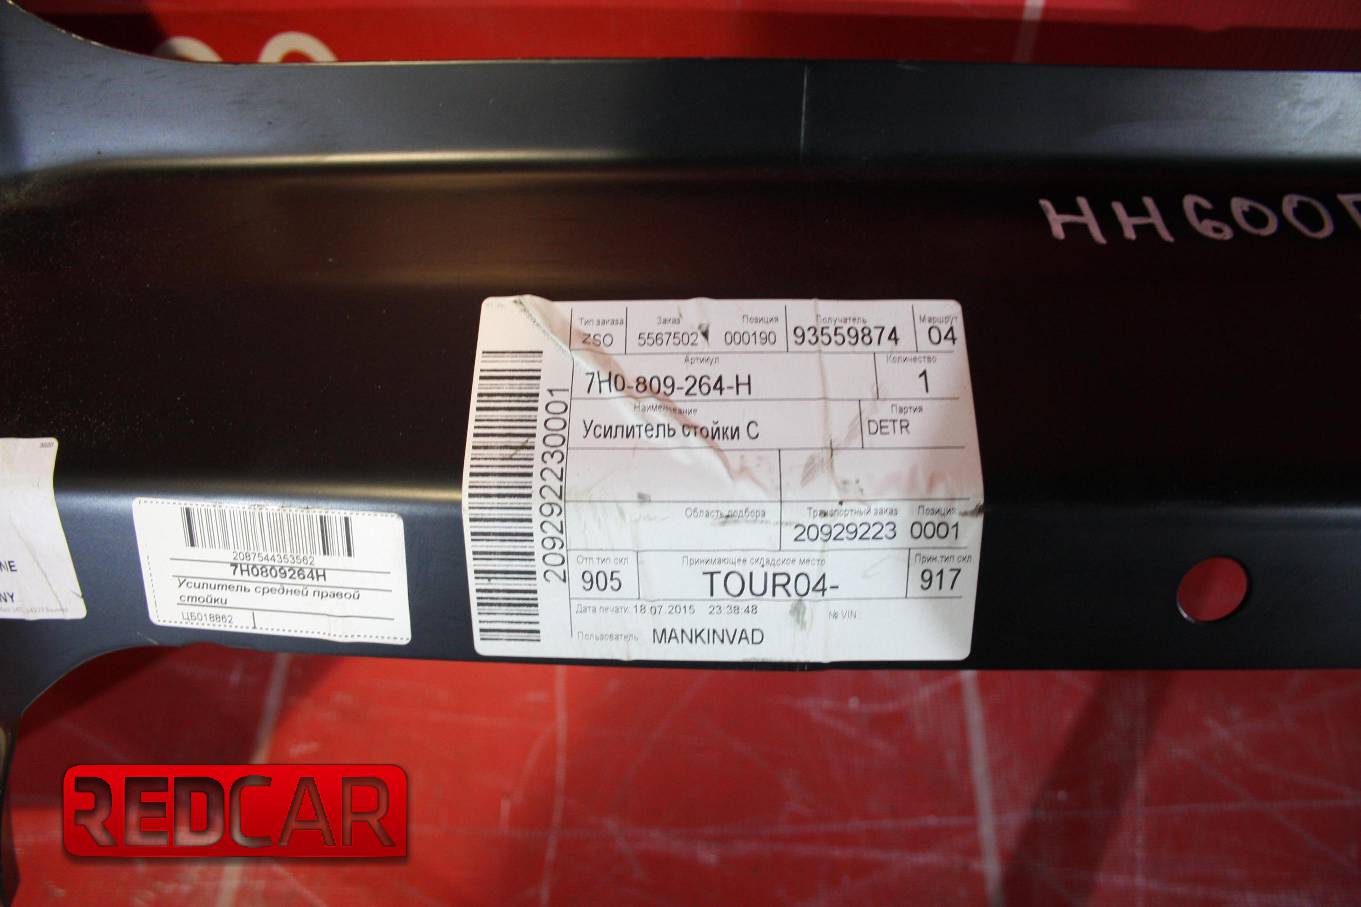 HH600
Тип заказа Заказ Позиция Получатель Маршрут
ZSO 5567502 000190 93559874 04
Артикул Количество
7H0-809-264-H 1
Наименование Партия
Усилитель стойки C DETR
Область подбора Транспортный заказ Позиция
20929223 0001
Отп.тип скл Принимающее складское место Прин.тип скл
905 TOUR04- 917
Дата печати: 18.07.2015 23:38:48 № VIN:
Пользователь MANKINVAD
209292230001
2087544353562
7H0809264H
Усилитель средней правой
стойки
ЦБ018862
NE
NY
REDCAR